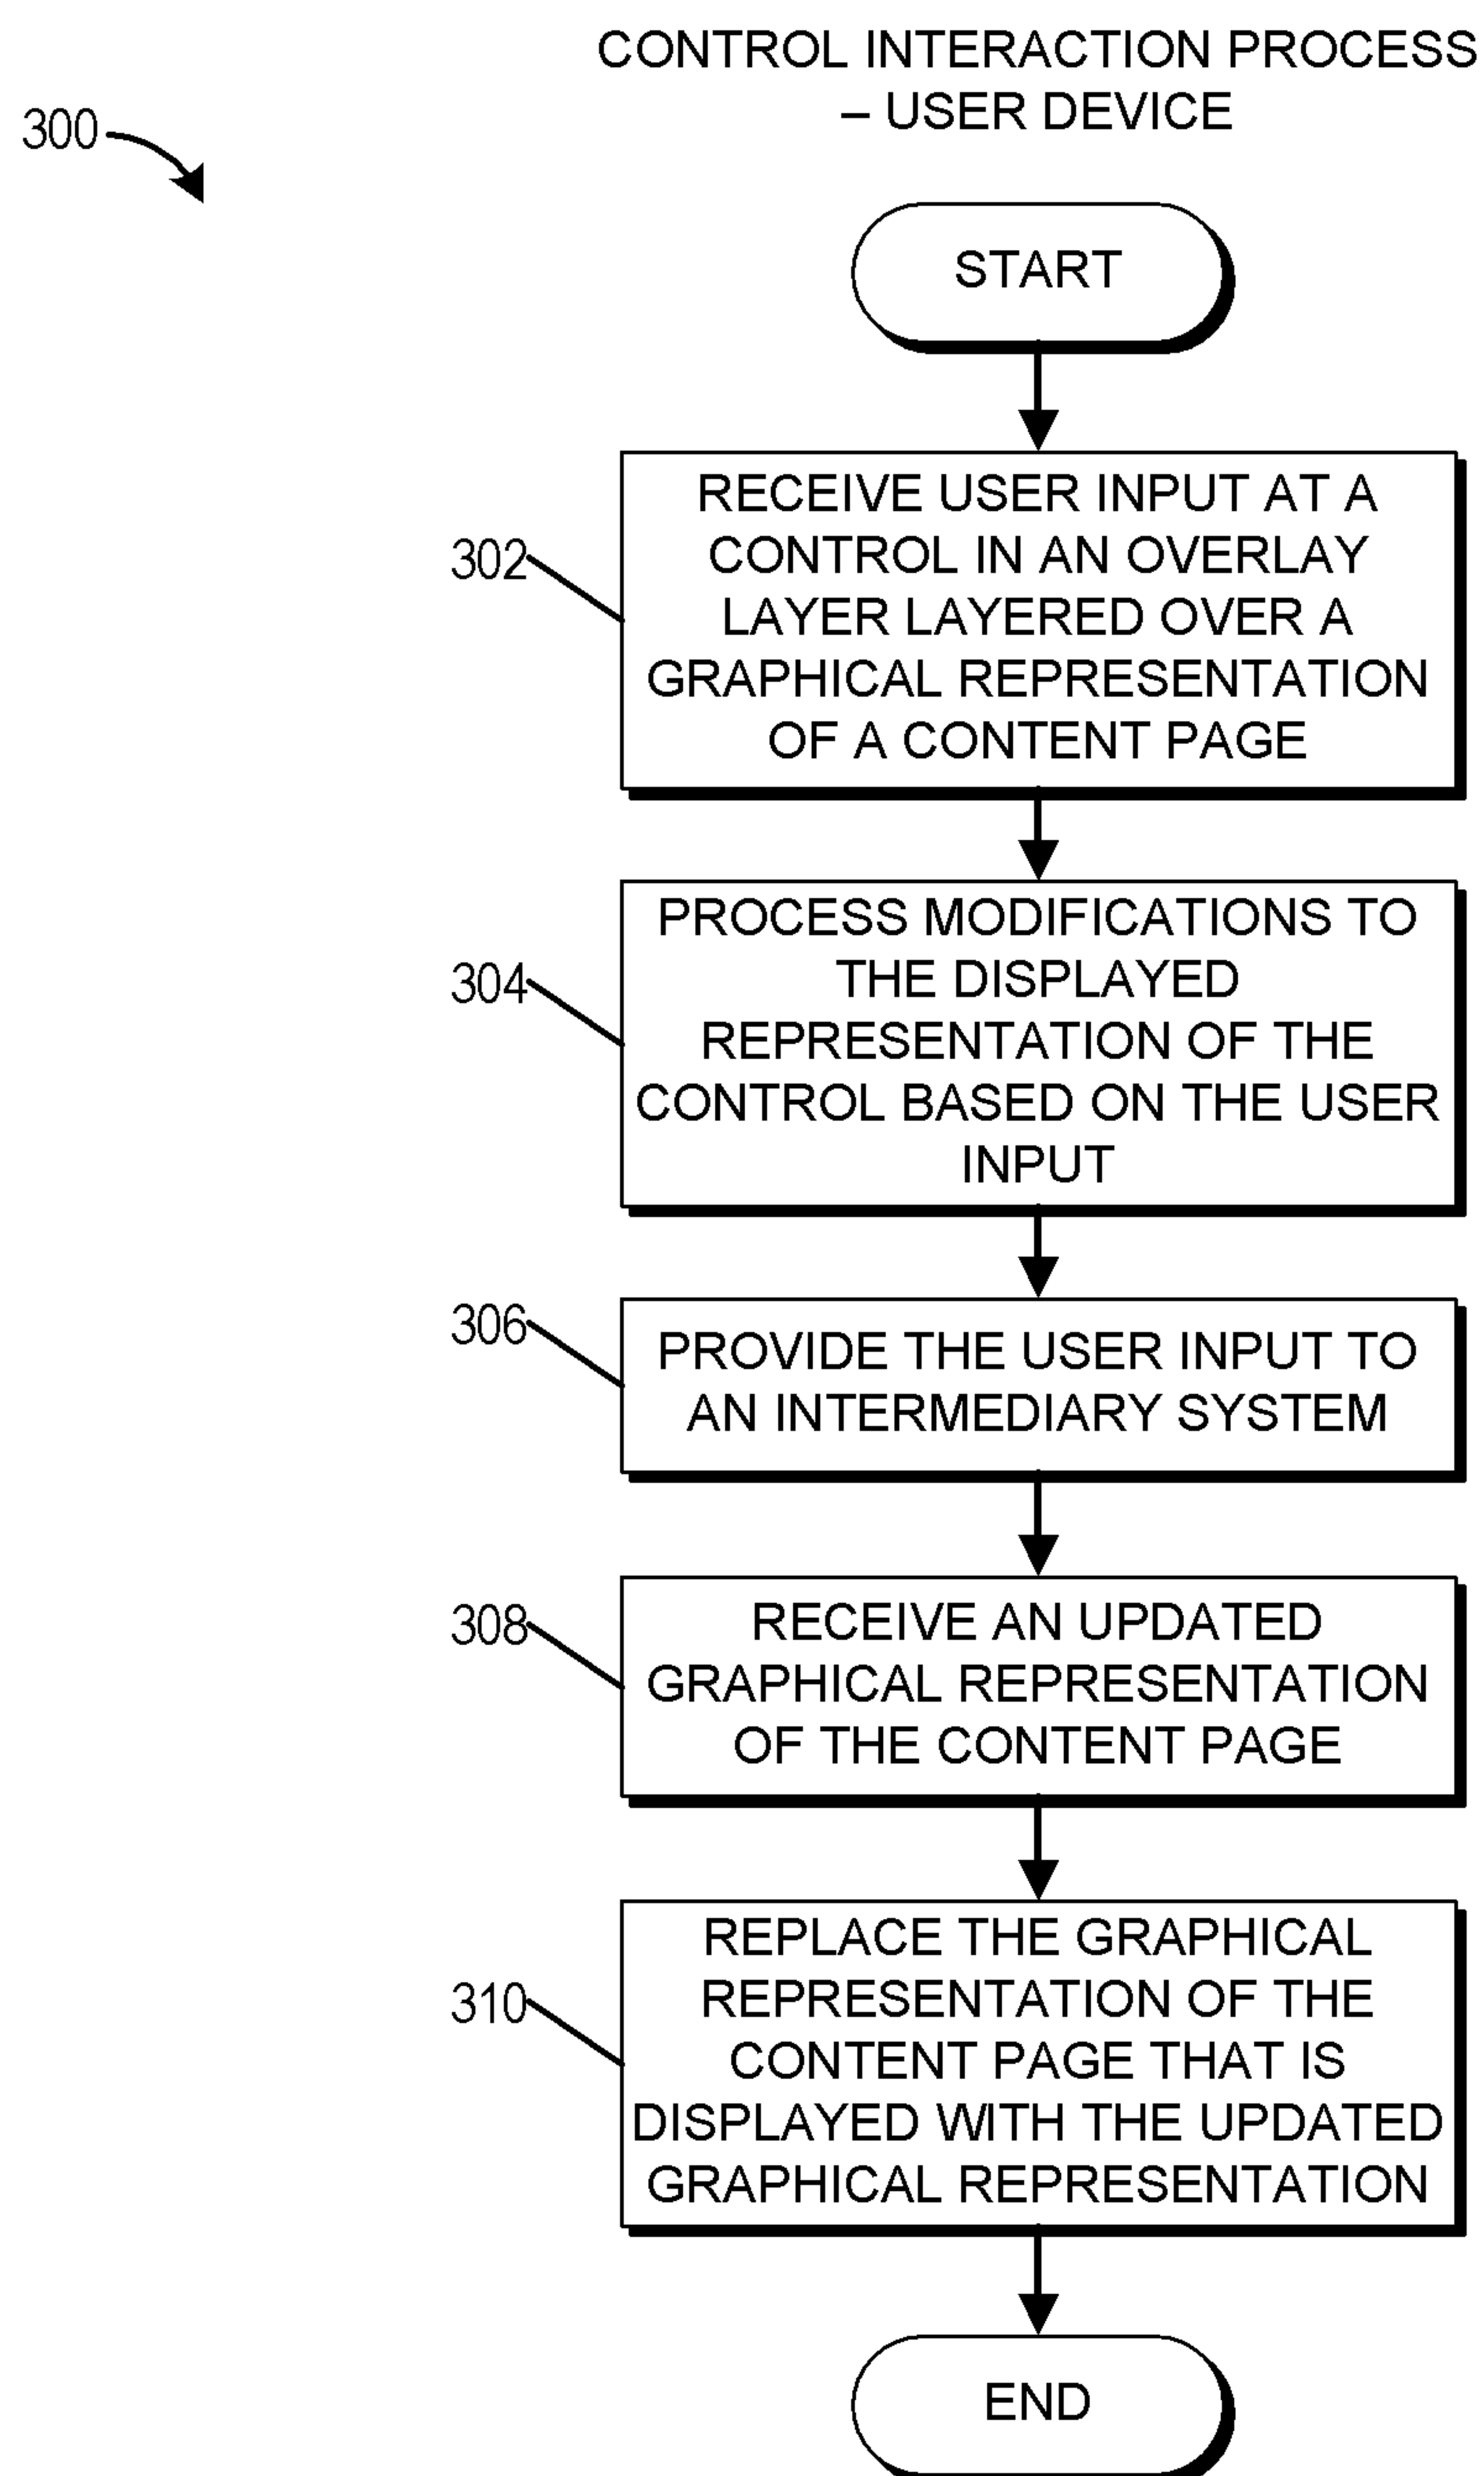 CONTROL INTERACTION PROCESS
– USER DEVICE
300
START
302
RECEIVE USER INPUT AT A
CONTROL IN AN OVERLAY
LAYER LAYERED OVER A
GRAPHICAL REPRESENTATION
OF A CONTENT PAGE
304
PROCESS MODIFICATIONS TO
THE DISPLAYED
REPRESENTATION OF THE
CONTROL BASED ON THE USER
INPUT
306
PROVIDE THE USER INPUT TO
AN INTERMEDIARY SYSTEM
308
RECEIVE AN UPDATED
GRAPHICAL REPRESENTATION
OF THE CONTENT PAGE
310
REPLACE THE GRAPHICAL
REPRESENTATION OF THE
CONTENT PAGE THAT IS
DISPLAYED WITH THE UPDATED
GRAPHICAL REPRESENTATION
END